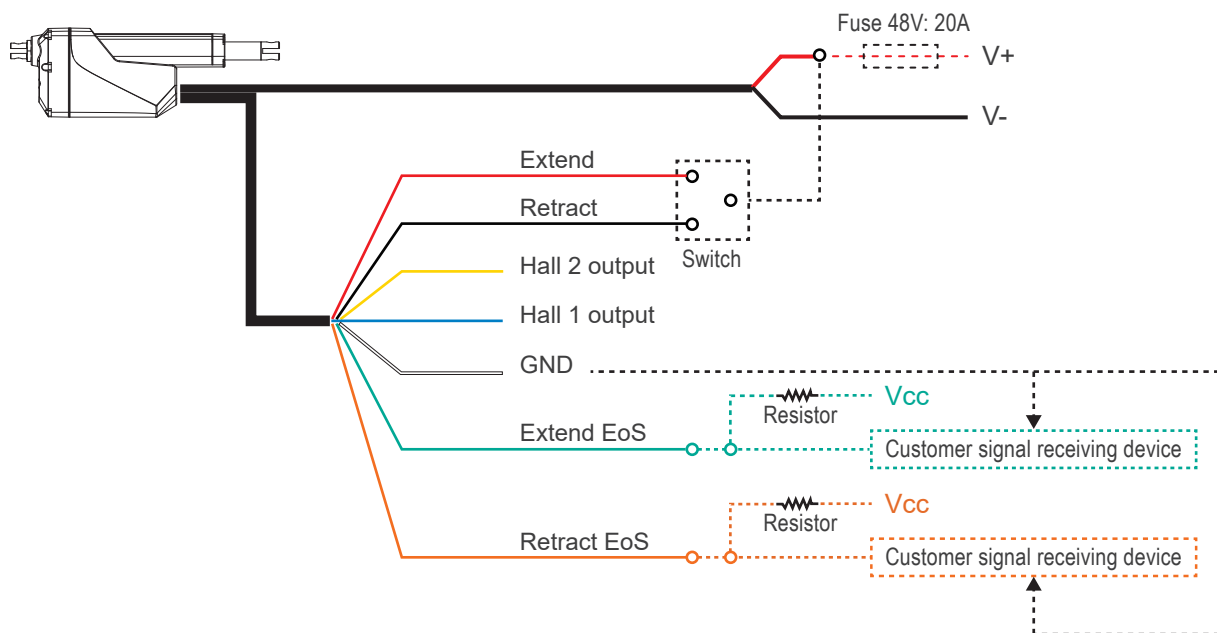 Fuse 48V: 20A
V+
V-
Extend
Retract
Switch
Hall 2 output
Hall 1 output
GND
Vcc
Resistor
Extend EoS
Customer signal receiving device
Vcc
Resistor
Retract EoS
Customer signal receiving device